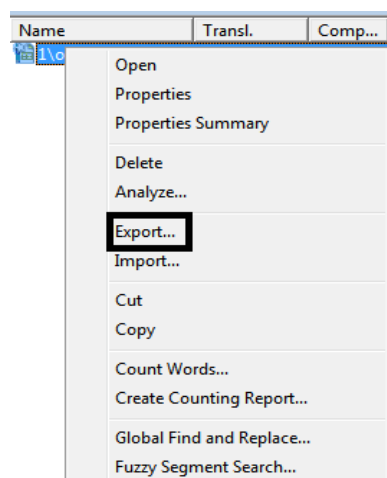 Name Transl. Comp...
1\o
Open
Properties
Properties Summary
Delete
Analyze...
Export...
Import...
Cut
Copy
Count Words...
Create Counting Report...
Global Find and Replace...
Fuzzy Segment Search...